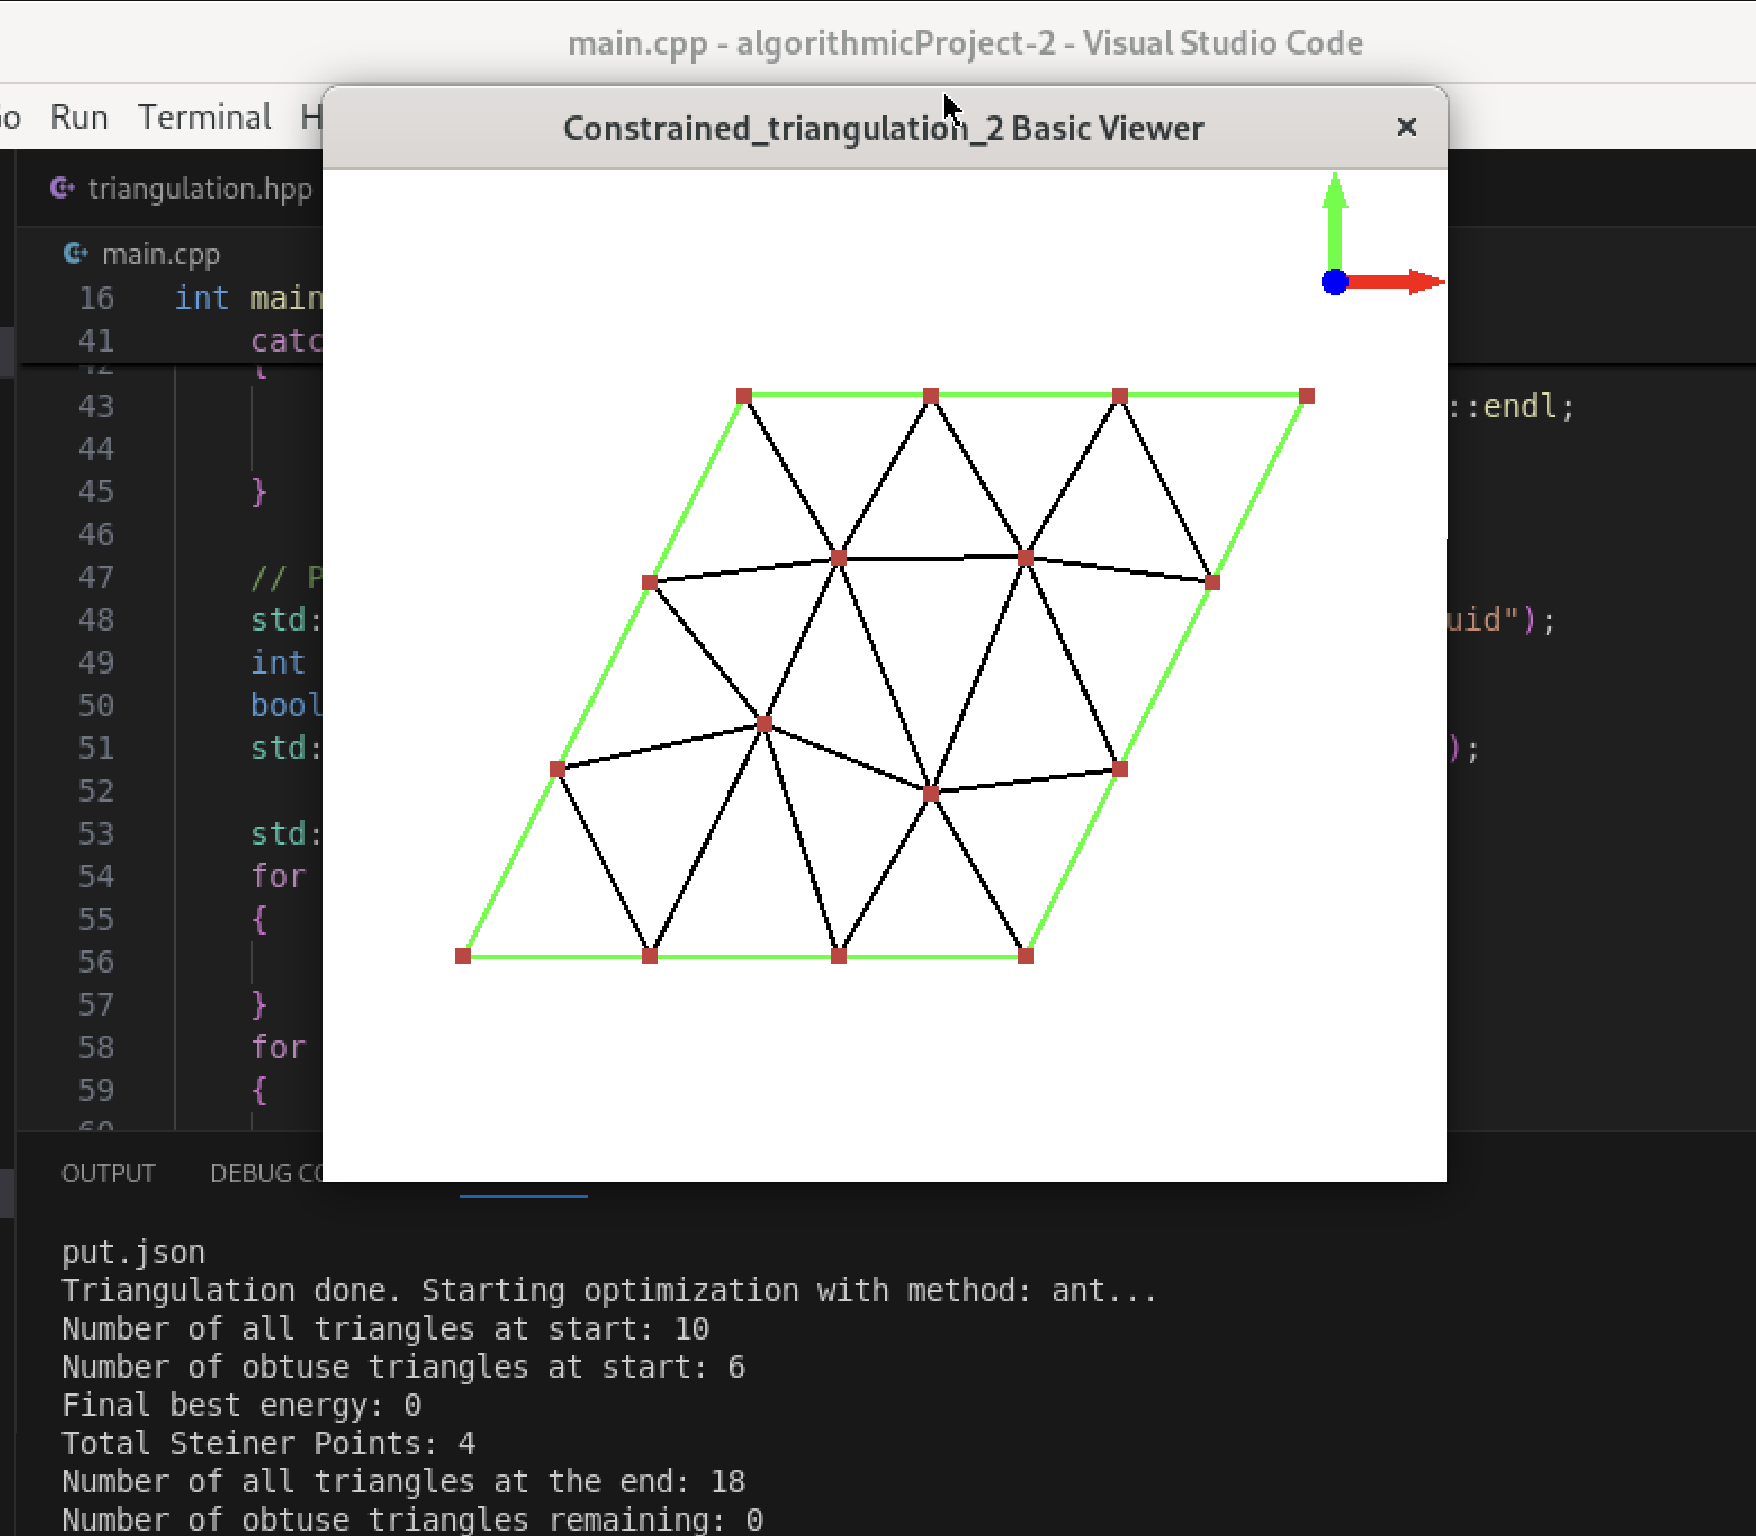 main.cpp - algorithmicProject-2 - Visual Studio Code
Run Terminal
Constrained_triangulation_2 Basic Viewer ×
triangulation.hpp
main.cpp
16 int main
41 catc
42 {
43 ::endl;
44
45 }
46
47 // P
48 std: uid");
49 int
50 bool
51 std: );
52
53 std:
54 for
55 {
56
57 }
58 for
59 {
60
OUTPUT DEBUG CO
put.json
Triangulation done. Starting optimization with method: ant...
Number of all triangles at start: 10
Number of obtuse triangles at start: 6
Final best energy: 0
Total Steiner Points: 4
Number of all triangles at the end: 18
Number of obtuse triangles remaining: 0